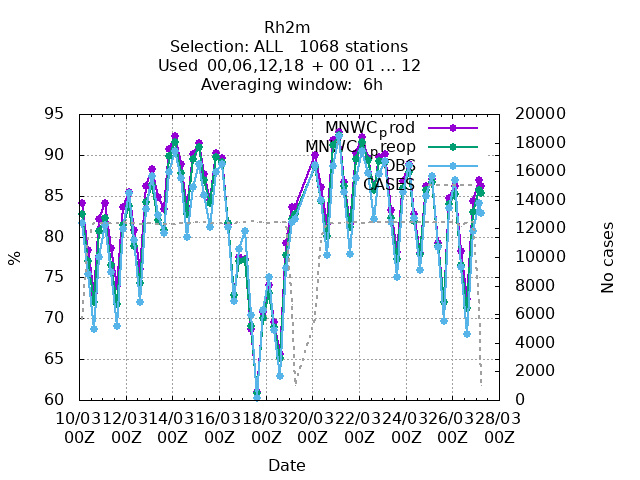 Rh2m
Selection: ALL   1068 stations
Used  00,06,12,18  + 00 01 ... 12
Averaging window:  6h
MNWC_prod
MNWC_preop
OBS
CASES
%
95
90
85
80
75
70
65
60
No cases
20000
18000
16000
14000
12000
10000
8000
6000
4000
2000
0
10/03 12/03 14/03 16/03 18/03 20/03 22/03 24/03 26/03 28/03
00Z 00Z 00Z 00Z 00Z 00Z 00Z 00Z 00Z 00Z
Date